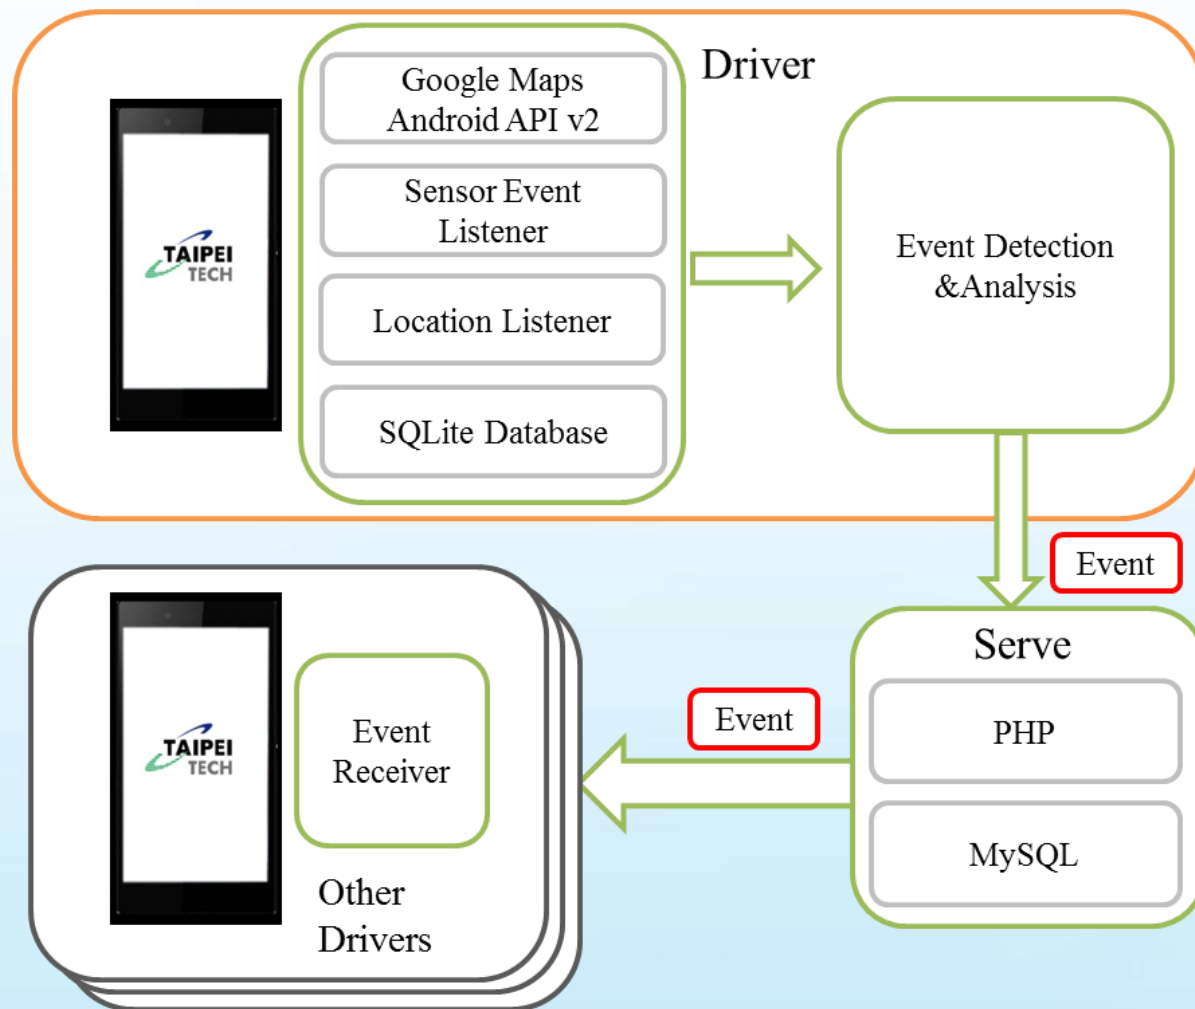 Driver
Google Maps
Android API v2
Sensor Event
Listener
Location Listener
SQLite Database
TAIPEI
TECH
Event Detection
&Analysis
Event
Serve
PHP
MySQL
Event
TAIPEI
TECH
Event
Receiver
Other
Drivers